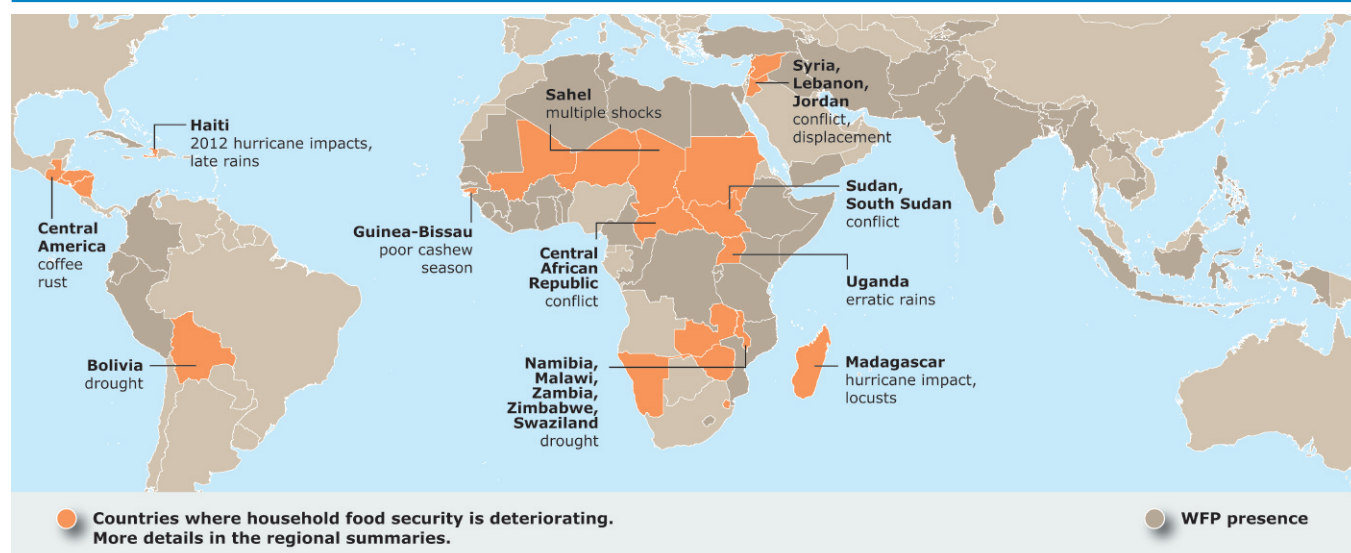 Haiti
2012 hurricane impacts,
late rains
Central
America
coffee
rust
Bolivia
drought
Sahel
multiple shocks
Guinea-Bissau
poor cashew
season
Central
African
Republic
conflict
Namibia,
Malawi,
Zambia,
Zimbabwe,
Swaziland
drought
Syria,
Lebanon,
Jordan
conflict,
displacement
Sudan,
South Sudan
conflict
Uganda
erratic rains
Madagascar
hurricane impact,
locusts
Countries where household food security is deteriorating.
More details in the regional summaries.
WFP presence